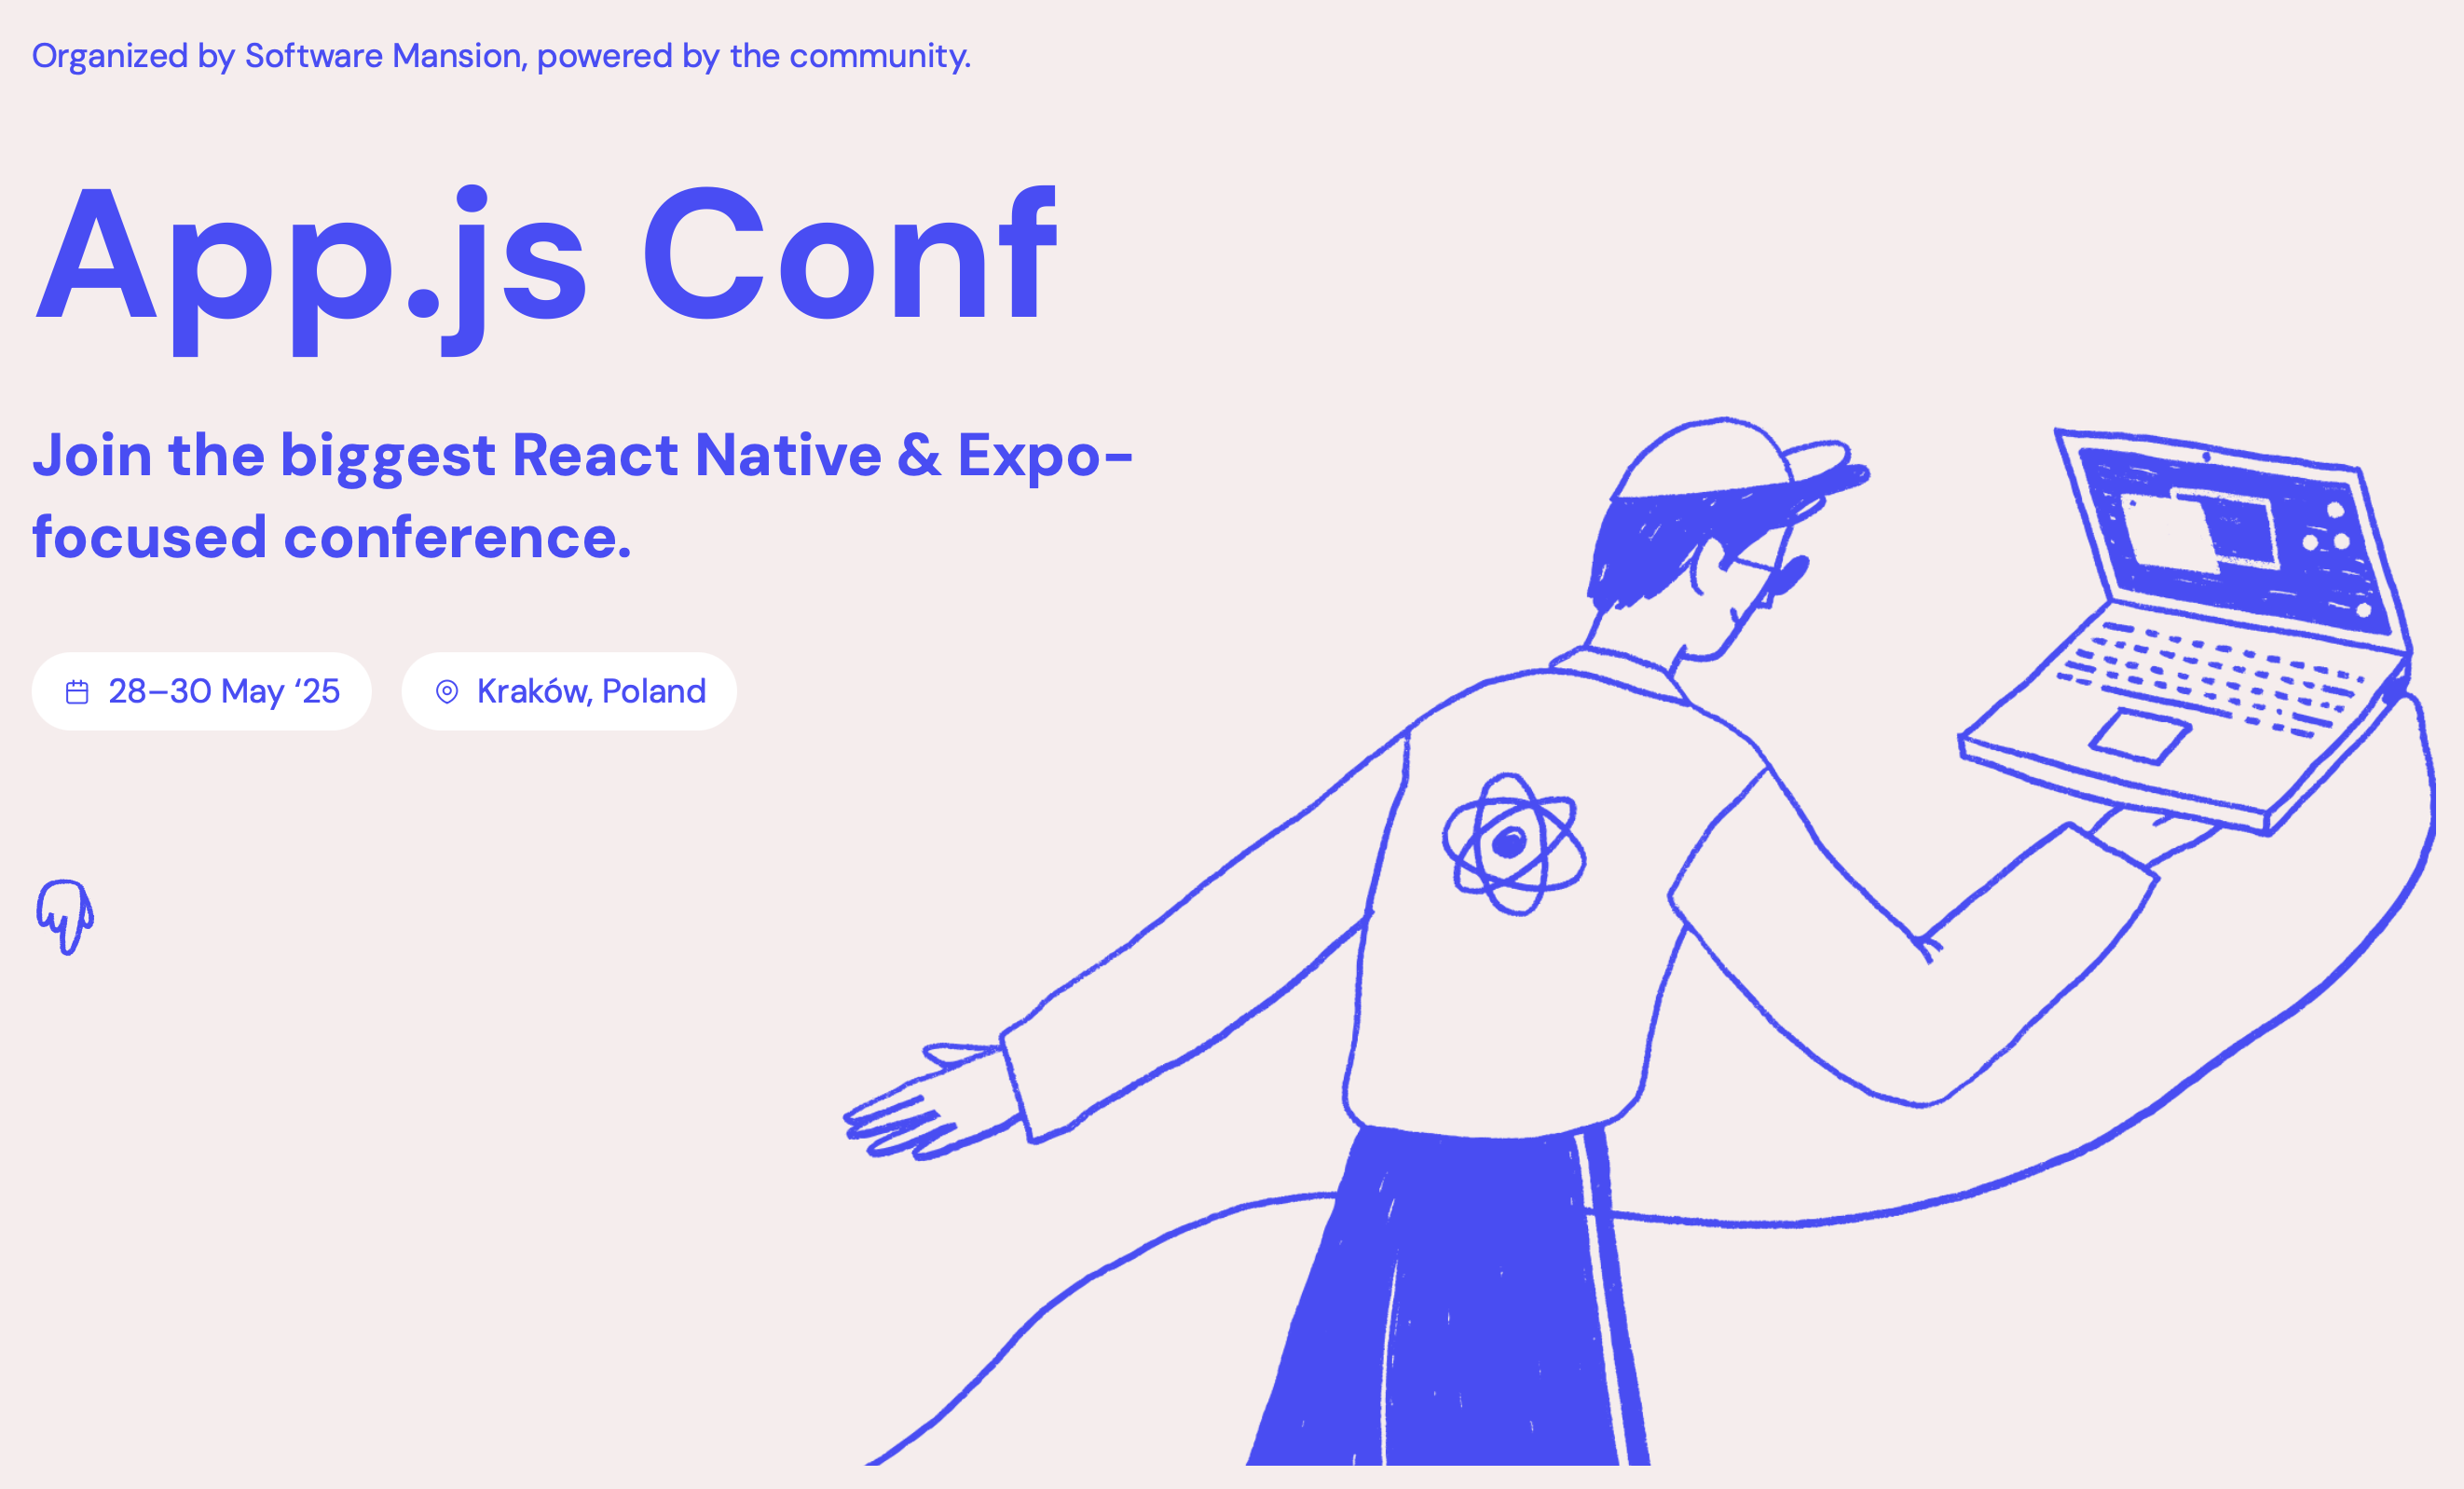 Organized by Software Mansion, powered by the community.
App.js Conf
Join the biggest React Native & Expo-
focused conference.
28–30 May ‘25
Kraków, Poland